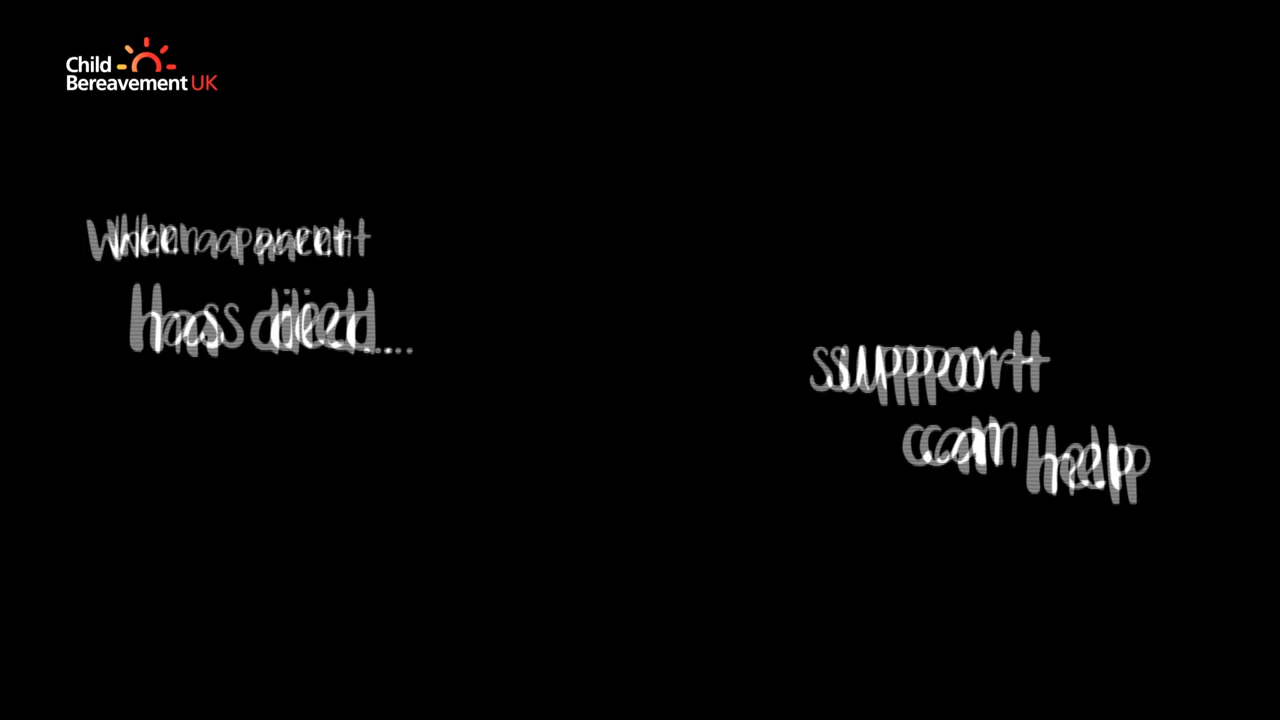 Child
Bereavement UK
When a parent
has died....
support
can help